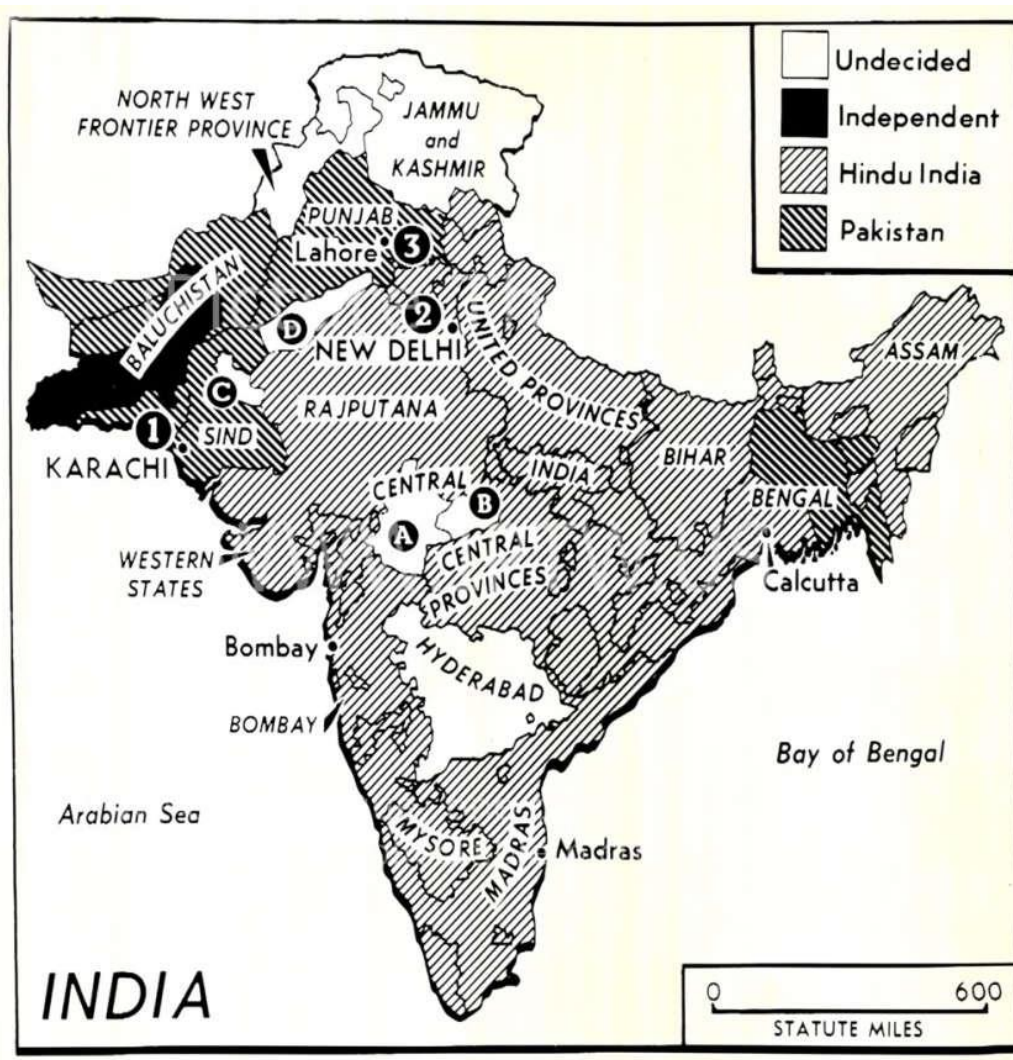 Undecided
Independent
Hindu India
Pakistan
NORTH WEST
FRONTIER PROVINCE
JAMMU
and
KASHMIR
PUNJAB
Lahore
3
BALUCHISTAN
D
2
NEW DELHI
UNITED PROVINCES
ASSAM
C
RAJPUTANA
1
SIND
KARACHI
CENTRAL
INDIA
BIHAR
B
BENGAL
A
CENTRAL
PROVINCES
WESTERN
STATES
Calcutta
Bombay
HYDERABAD
BOMBAY
Bay of Bengal
Arabian Sea
MYSORE
MADRAS
Madras
INDIA
0 600
STATUTE MILES